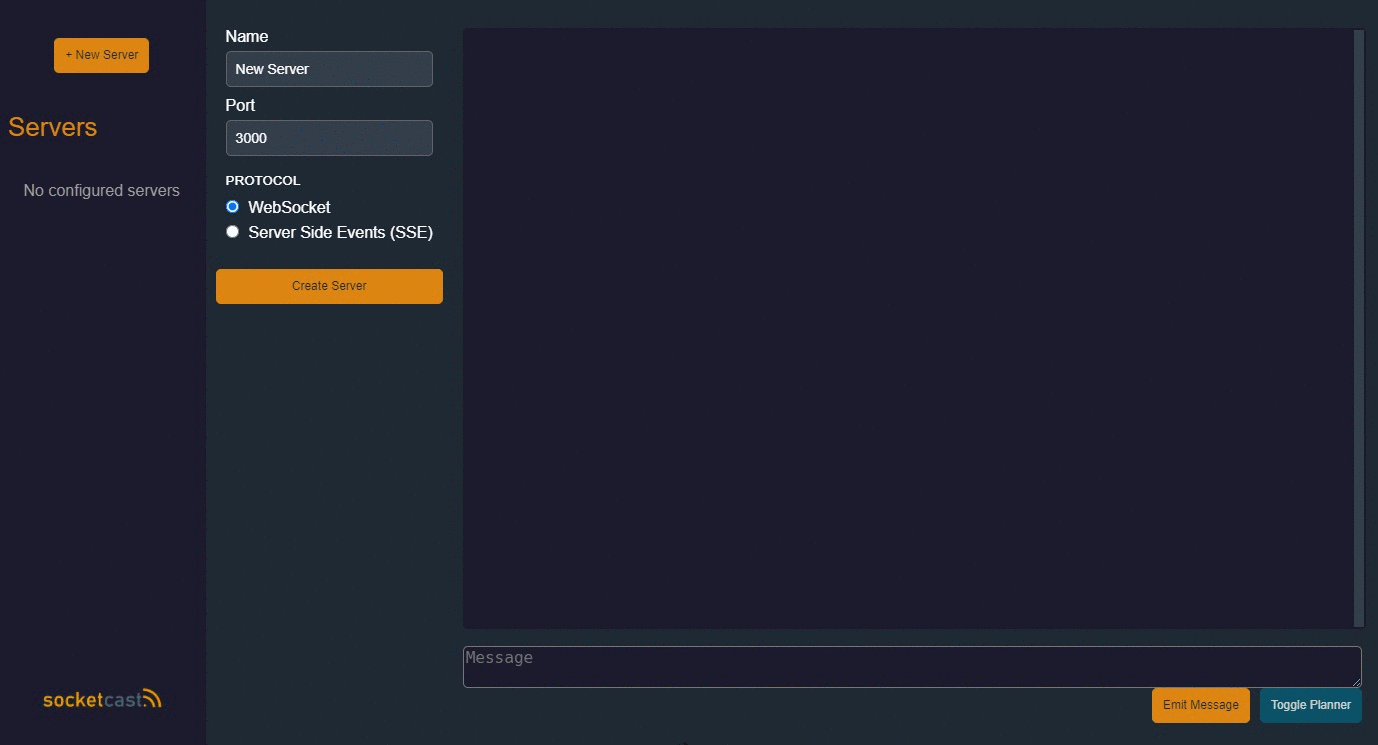 + New Server
Servers
No configured servers
socketcast
Name
New Server
Port
3000
PROTOCOL
WebSocket
Server Side Events (SSE)
Create Server
Message
Emit Message
Toggle Planner